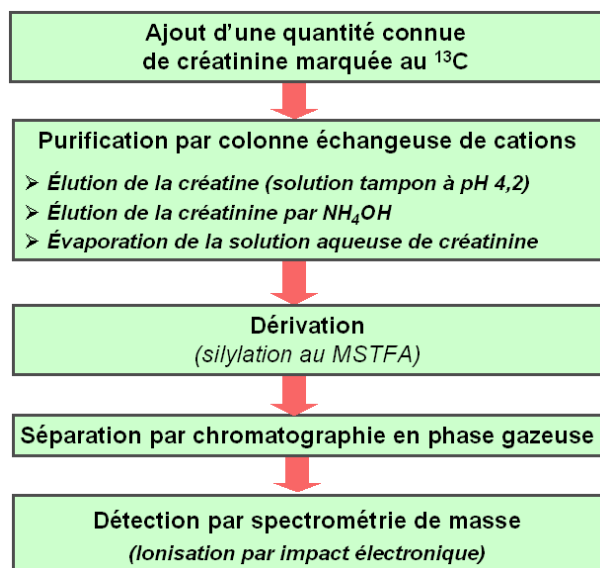 Ajout d’une quantité connue
de créatinine marquée au ¹³C
Purification par colonne échangeuse de cations
➢ Élution de la créatine (solution tampon à pH 4,2)
➢ Élution de la créatinine par NH₄OH
➢ Évaporation de la solution aqueuse de créatinine
Dérivation
(silylation au MSTFA)
Séparation par chromatographie en phase gazeuse
Détection par spectrométrie de masse
(Ionisation par impact électronique)